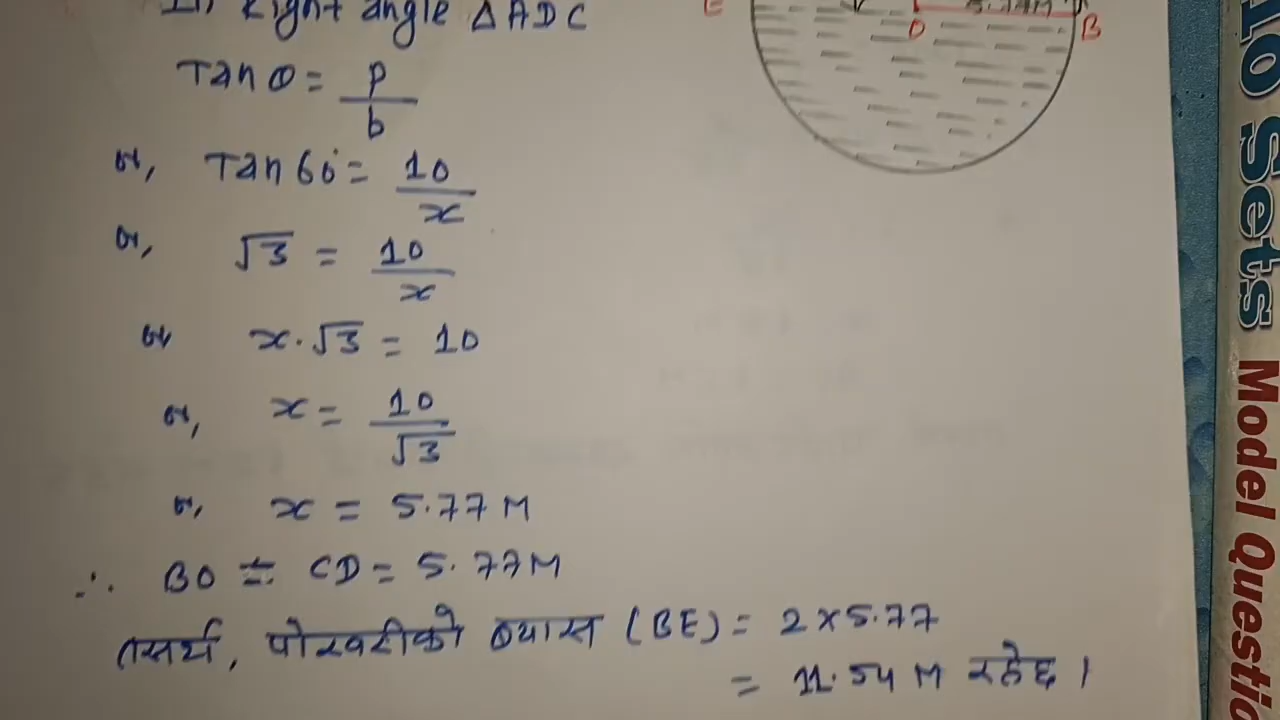 In Right angle △ADC
E
5.77M
O
B
Tan θ = p/b
or, Tan 60° = 10/x
or, √3 = 10/x
or x·√3 = 10
or, x = 10/√3
or, x = 5.77 M
∴ BO = CD = 5.77M
तसर्थ, पोखरीको व्यास (BE) = 2×5.77
= 11.54 M रहेछ।
10 Sets Model Questio